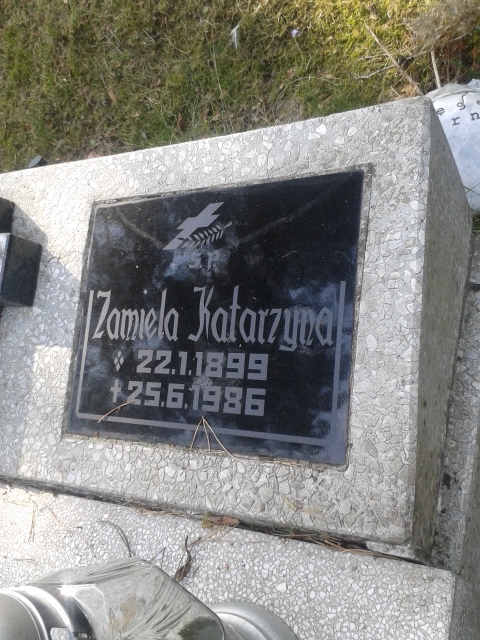 Ś.P.
Zamiela Katarzyna
22.1.1899
+25.6.1986